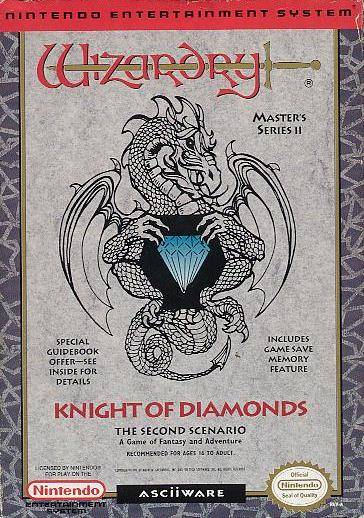 NINTENDO ENTERTAINMENT SYSTEM
Wizardry
®
MASTER'S
SERIES II
SPECIAL
GUIDEBOOK
OFFER—SEE
INSIDE FOR
DETAILS
INCLUDES
GAME SAVE
MEMORY
FEATURE
KNIGHT OF DIAMONDS
THE SECOND SCENARIO
A Game of Fantasy and Adventure
RECOMMENDED FOR AGES 16 TO ADULT.
LICENSED BY NINTENDO®
FOR PLAY ON THE
Nintendo
ENTERTAINMENT
SYSTEM
ASCIIWARE
Official
Nintendo
Seal of Quality